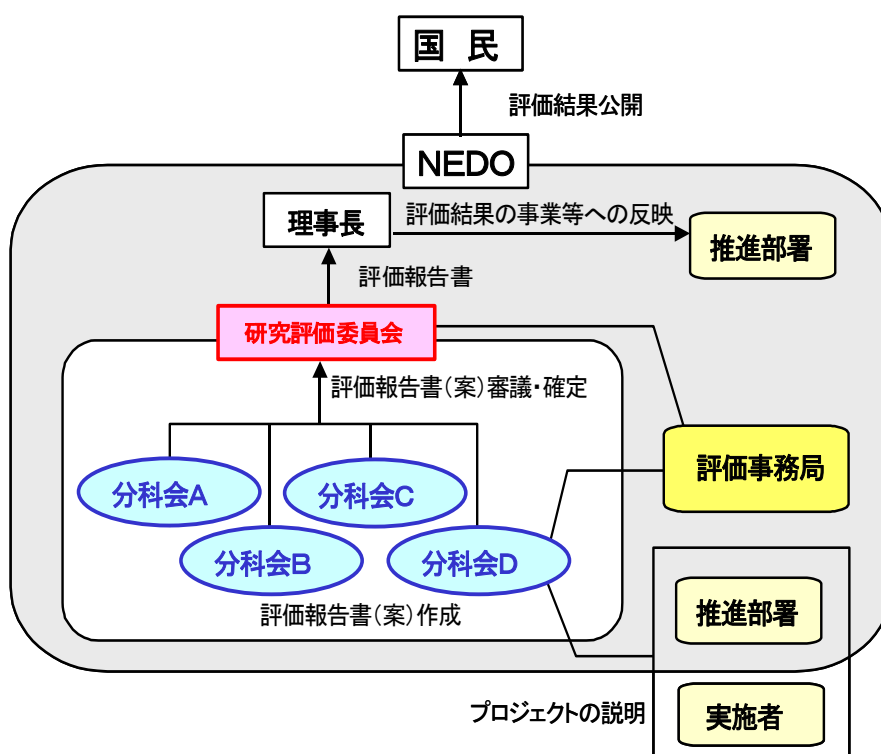 国 民
評価結果公開
NEDO
理事長
評価結果の事業等への反映
推進部署
評価報告書
研究評価委員会
評価報告書(案)審議・確定
評価事務局
分科会A
分科会C
分科会B
分科会D
評価報告書(案)作成
推進部署
プロジェクトの説明
実施者